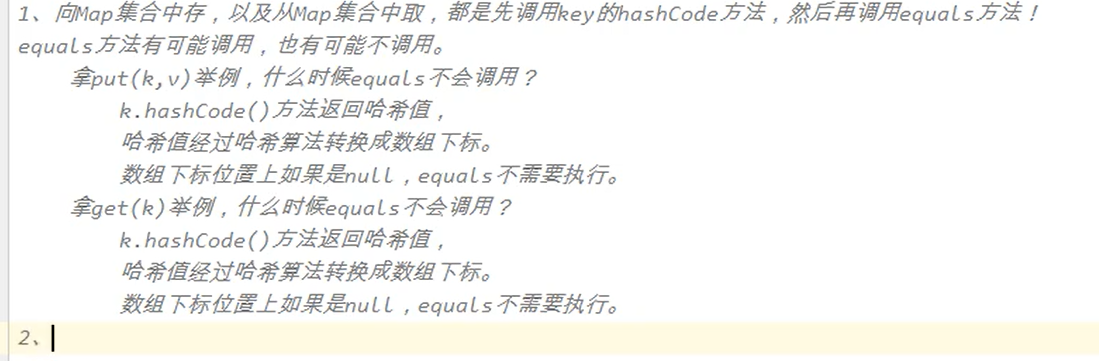 1、向Map集合中存，以及从Map集合中取，都是先调用key的hashCode方法，然后再调用equals方法！
equals方法有可能调用，也有可能不调用。
拿put(k,v)举例，什么时候equals不会调用？
k.hashCode()方法返回哈希值，
哈希值经过哈希算法转换成数组下标。
数组下标位置上如果是null，equals不需要执行。
拿get(k)举例，什么时候equals不会调用？
k.hashCode()方法返回哈希值，
哈希值经过哈希算法转换成数组下标。
数组下标位置上如果是null，equals不需要执行。
2、